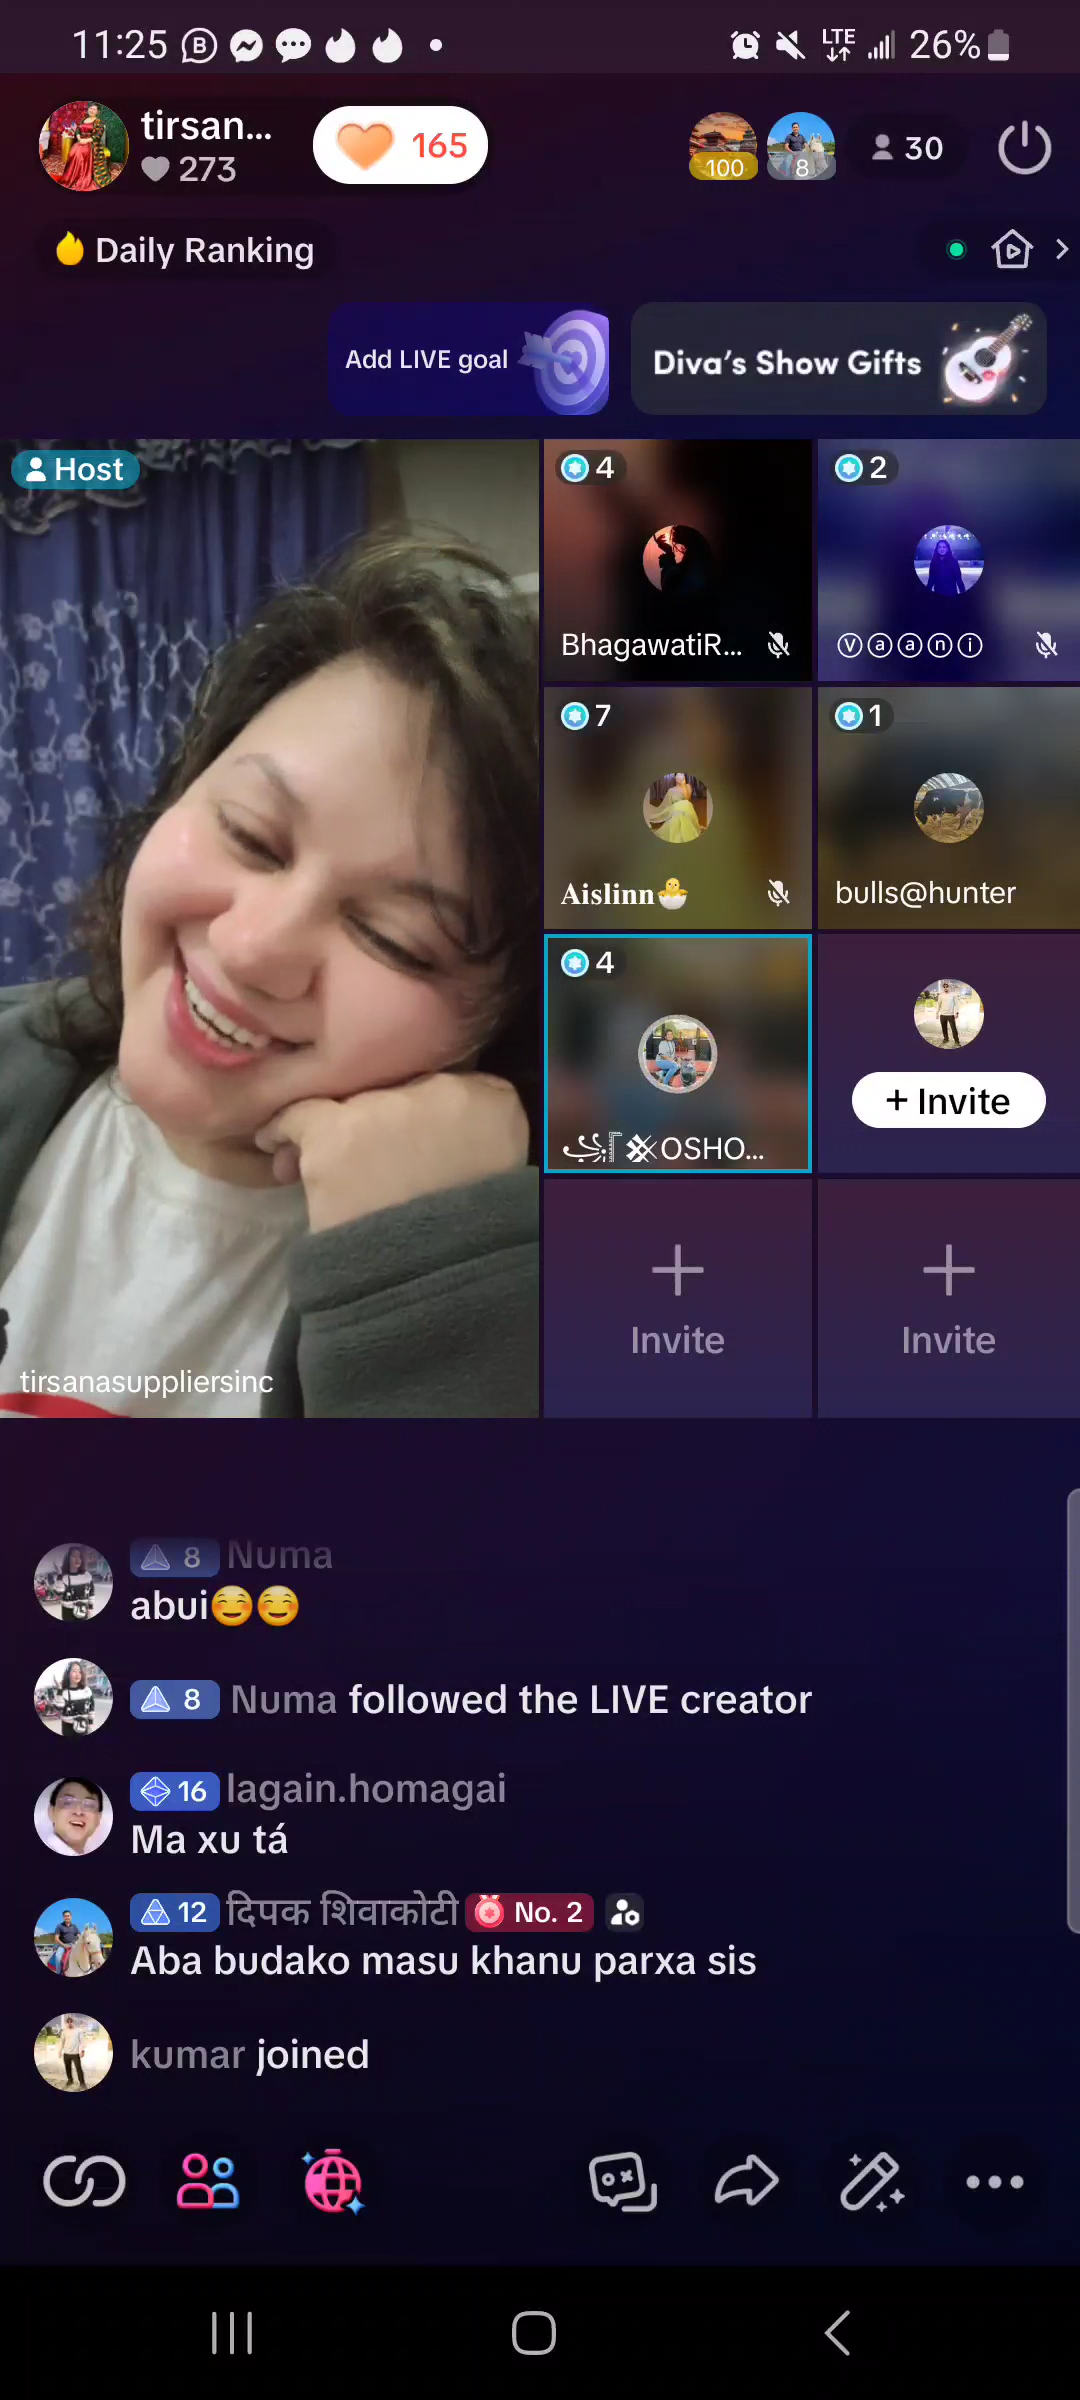 11:25 LTE 26%
tirsan... 165 100 8 30
273
Daily Ranking
Add LIVE goal Diva's Show Gifts
Host 4 2
BhagawatiR... ⓥⓐⓐⓝⓘ
7 1
𝐀𝐢𝐬𝐥𝐢𝐧𝐧🐣 bulls@hunter
4
+ Invite
OSHO...
Invite Invite
tirsanasuppliersinc
8 Numa
abui☺️☺️
8 Numa followed the LIVE creator
16 lagain.homagai
Ma xu tá
12 दिपक शिवाकोटी No. 2
Aba budako masu khanu parxa sis
kumar joined